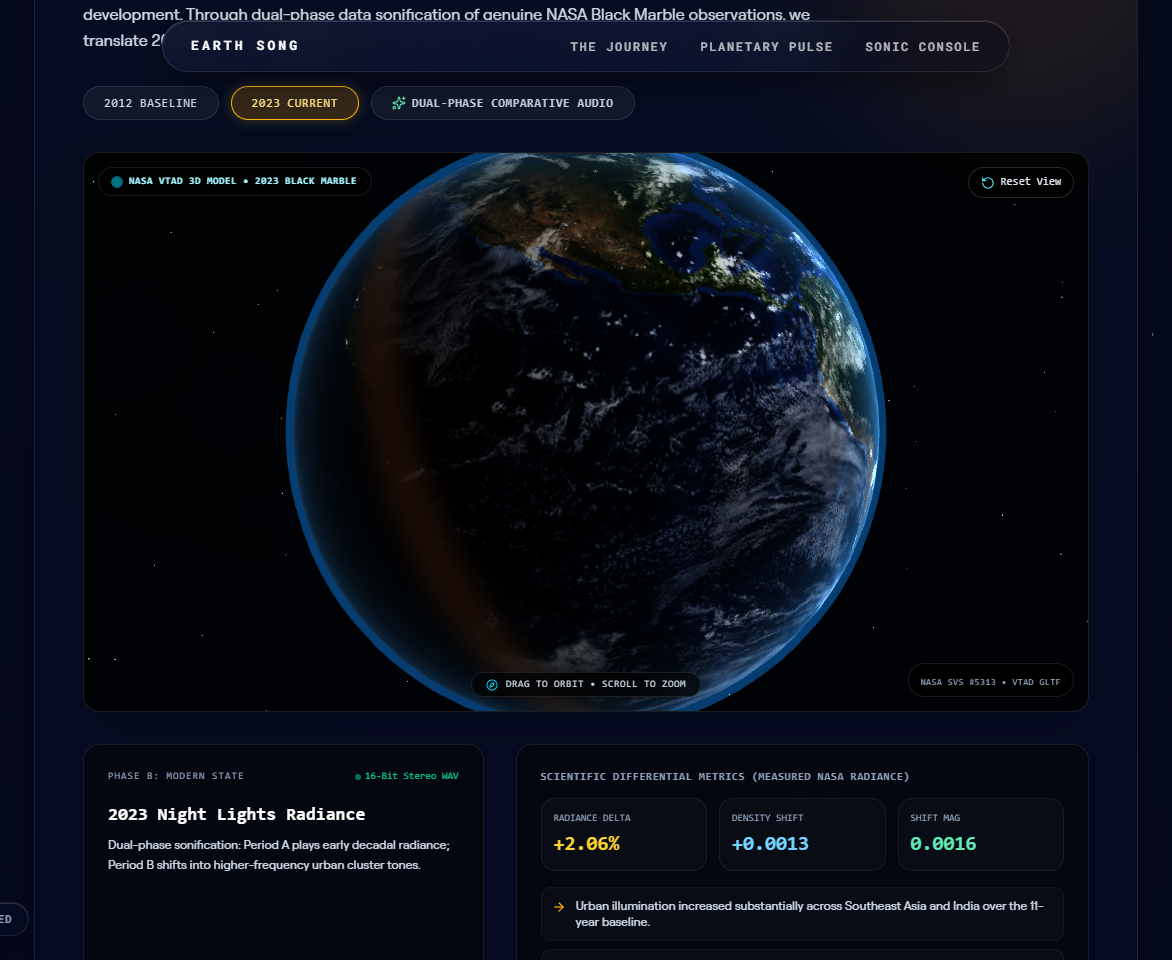 development. Through dual-phase data sonification of genuine NASA Black Marble observations, we
translate
EARTH SONG
THE JOURNEY
PLANETARY PULSE
SONIC CONSOLE
2012 BASELINE
2023 CURRENT
DUAL-PHASE COMPARATIVE AUDIO
NASA VTAD 3D MODEL • 2023 BLACK MARBLE
Reset View
DRAG TO ORBIT • SCROLL TO ZOOM
NASA SVS #5313 • VTAD GLTF
PHASE B: MODERN STATE
16-Bit Stereo WAV
2023 Night Lights Radiance
Dual-phase sonification: Period A plays early decadal radiance;
Period B shifts into higher-frequency urban cluster tones.
SCIENTIFIC DIFFERENTIAL METRICS (MEASURED NASA RADIANCE)
RADIANCE DELTA
+2.06%
DENSITY SHIFT
+0.0013
SHIFT MAG
0.0016
Urban illumination increased substantially across Southeast Asia and India over the 11-
year baseline.
ED